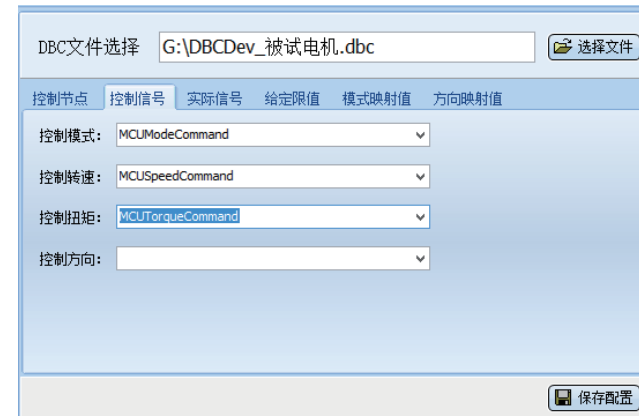 DBC文件选择 G:\DBCDev_被试电机.dbc 选择文件
控制节点 控制信号 实际信号 给定限值 模式映射值 方向映射值
控制模式: MCUModeCommand
控制转速: MCUSpeedCommand
控制扭矩: MCUTorqueCommand
控制方向:
保存配置